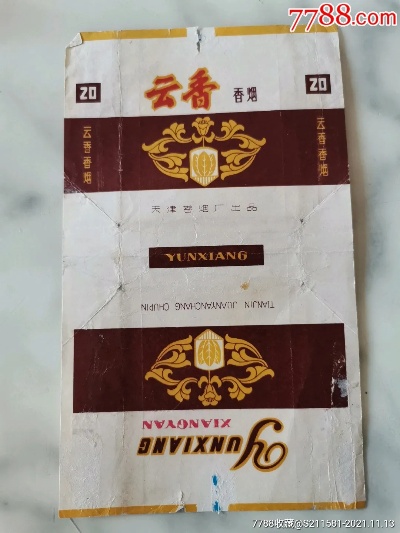 7788.com
20
云香 香烟
20
云香香烟
云香香烟
天津卷烟厂出品
YUNXIANG
TIANJIN JUANYANCHANG CHUPIN
YUNXIANG
XIANGYAN
7788收藏@S211581-2021.11.13